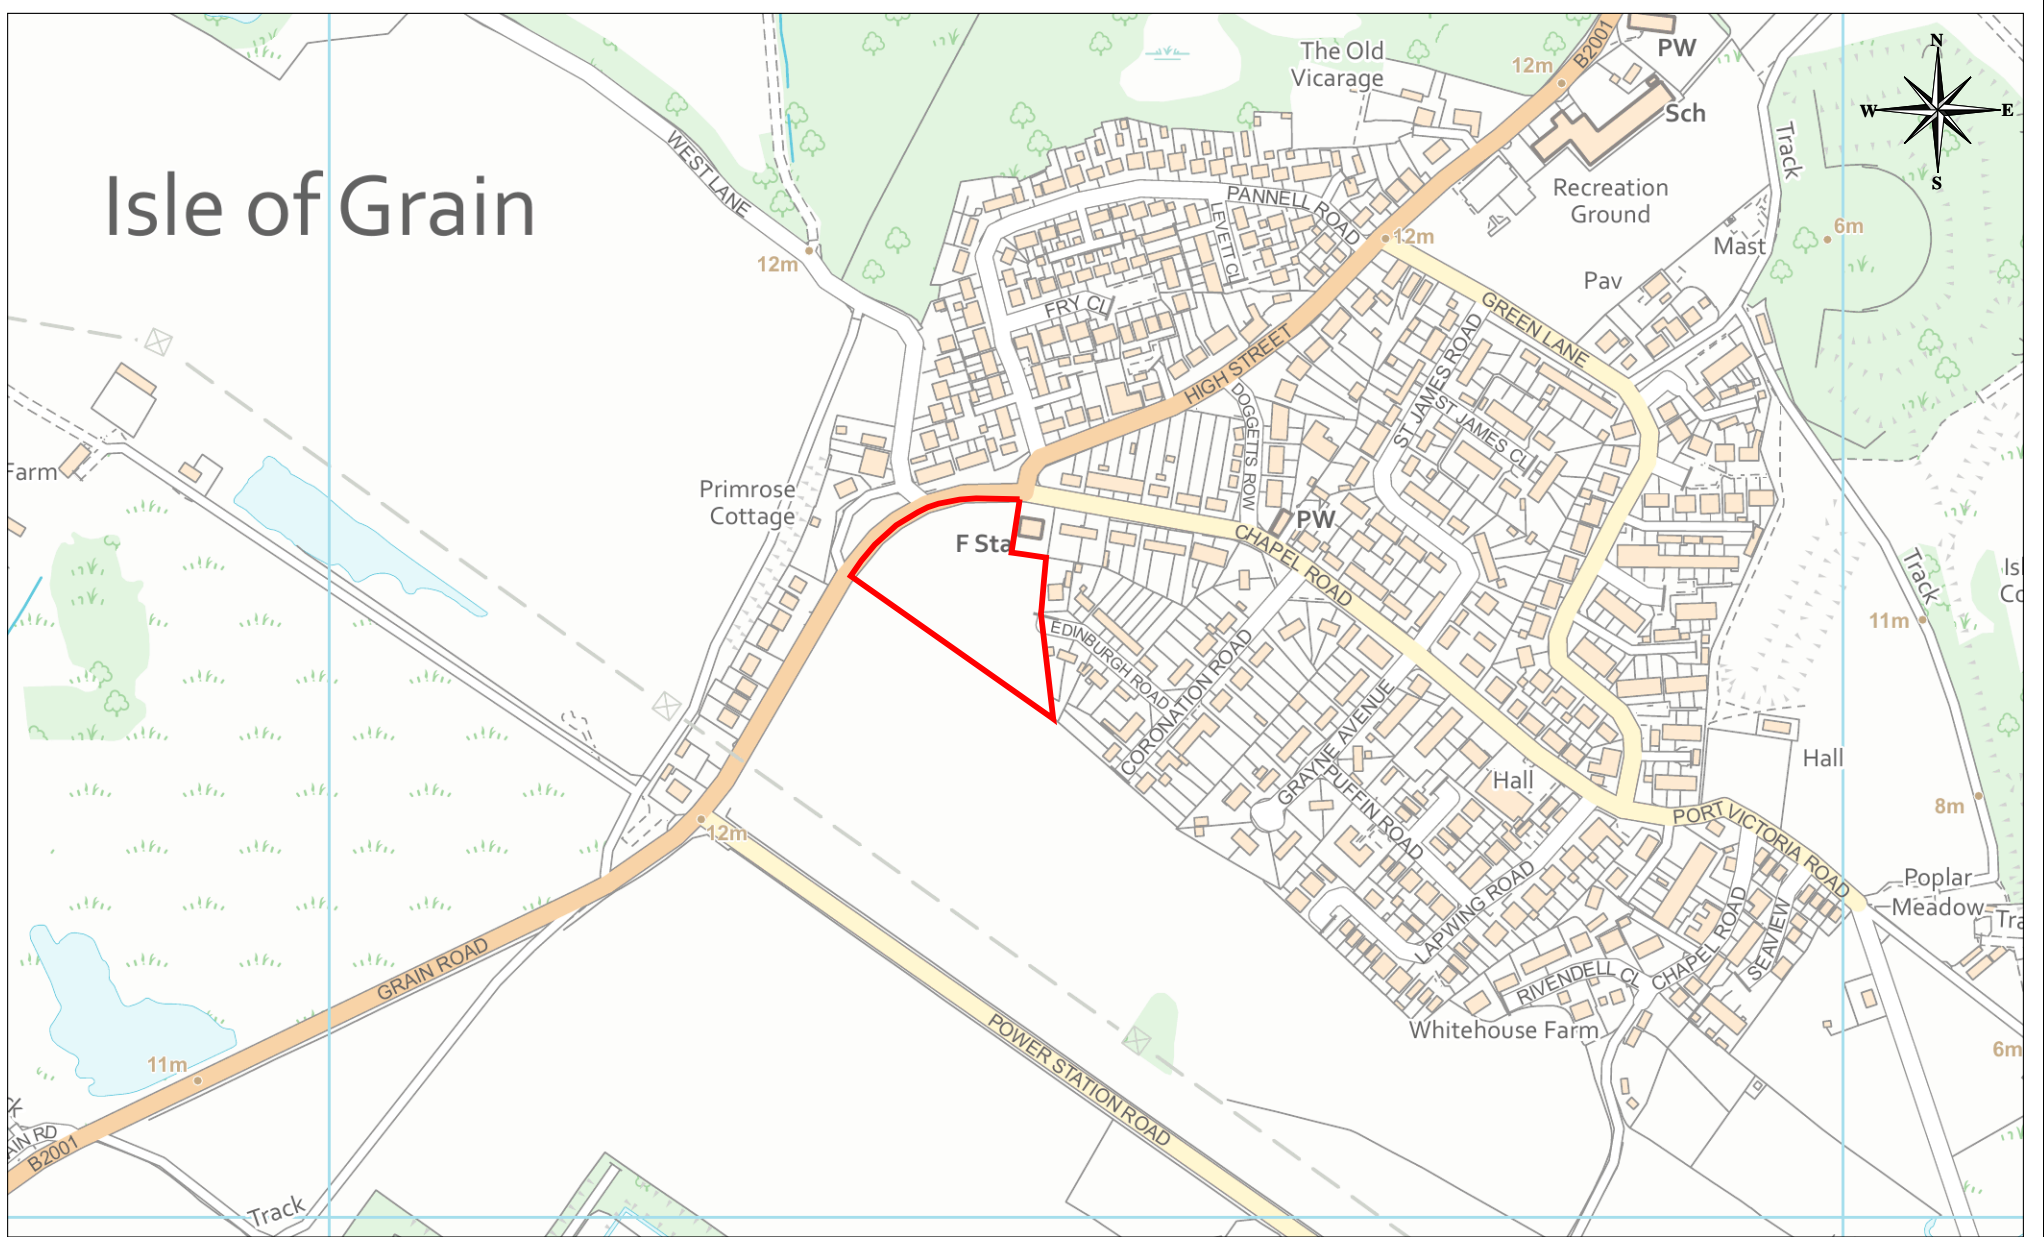 The Old
Vicarage
12m
B2001
PW
Sch
N
W
E
S
Track
WEST LANE
Isle of Grain
12m
PANNELL ROAD
LEVET CL
FRY CL
12m
Recreation
Ground
Mast
6m
Pav
GREEN LANE
HIGH STREET
DOGGETTS ROW
ST JAMES ROAD
ST JAMES CL
Farm
Primrose
Cottage
F Sta
PW
CHAPEL ROAD
EDINBURGH ROAD
CORONATION ROAD
GRAYNE AVENUE
PUFFIN ROAD
Track
11m
Hall
Hall
8m
12m
PORT VICTORIA ROAD
Poplar
Meadow
Tra
LAPWING ROAD
CHAPEL ROAD
SEAVIEW
RIVENDELL CL
Whitehouse Farm
GRAIN ROAD
POWER STATION ROAD
11m
6m
AIN RD
B2001
Track